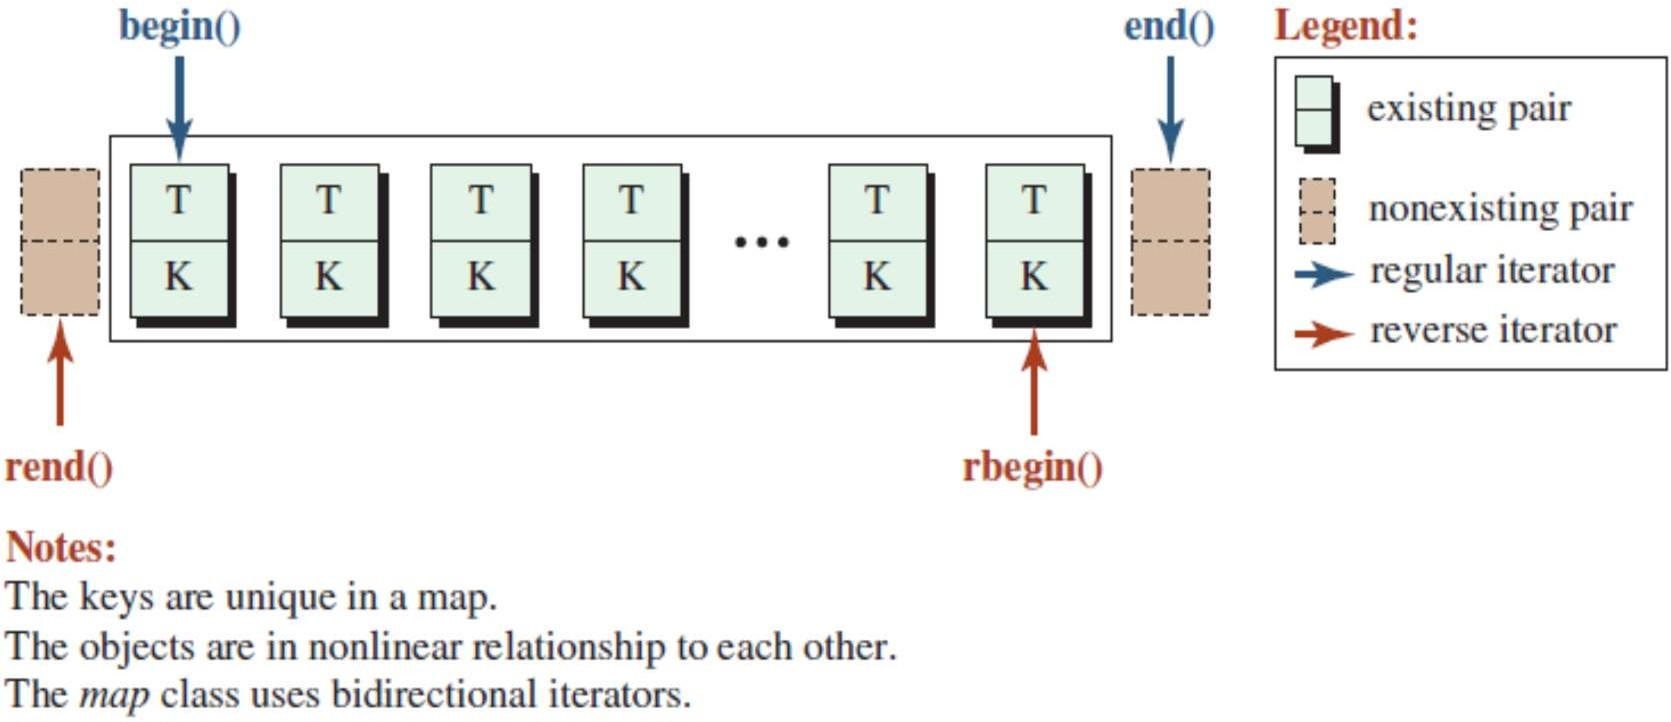 begin()
end()
Legend:
existing pair
T T T T T T
nonexisting pair
K K K K ... K K
regular iterator
reverse iterator
rend()
rbegin()
Notes:
The keys are unique in a map.
The objects are in nonlinear relationship to each other.
The map class uses bidirectional iterators.